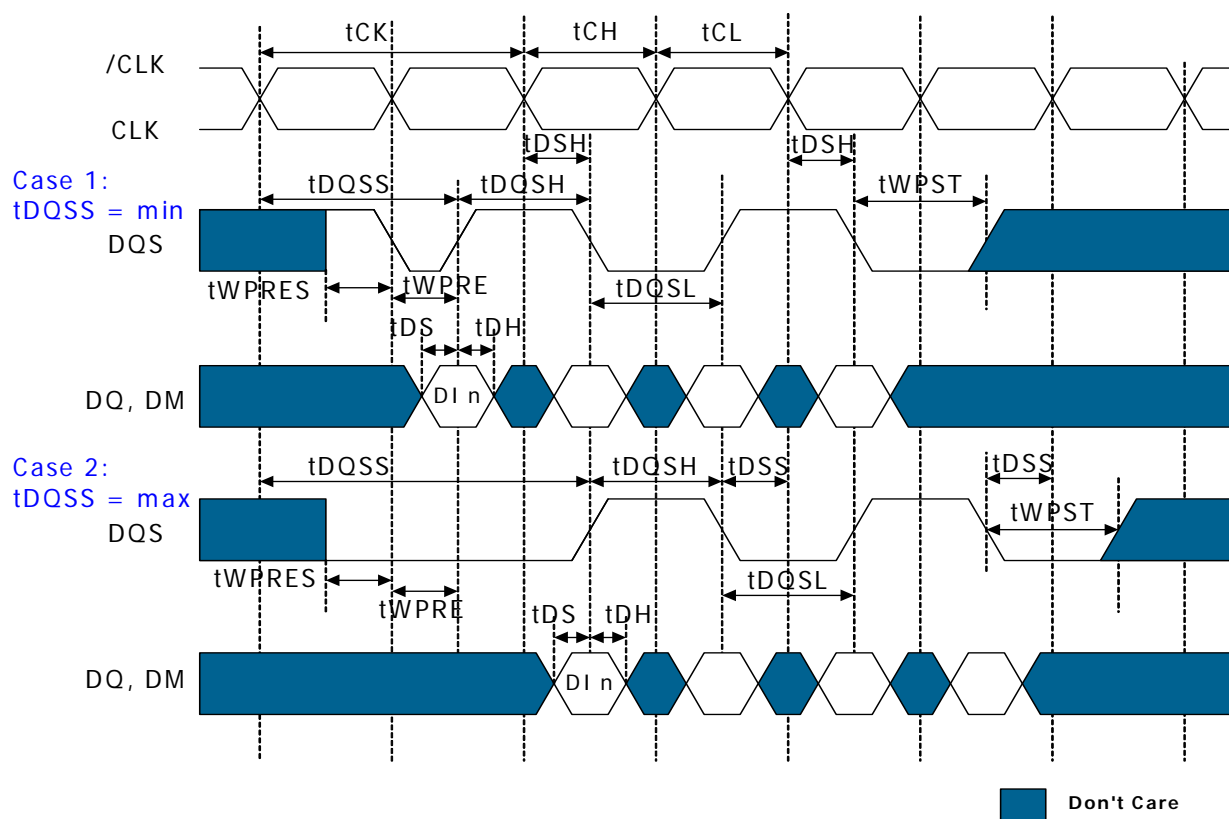 tCK tCH tCL
/CLK
CLK
tDSH tDSH
Case 1:
tDQSS tDQSH tWPST
tDQSS = min
DQS
tWPRES tWPRE tDQSL
tDS tDH
DQ, DM
DI n
Case 2:
tDQSS tDQSH tDSS tDSS
tDQSS = max
DQS
tWPST
tWPRES
tWPRE
tDQSL
tDS tDH
DQ, DM
DI n
Don't Care